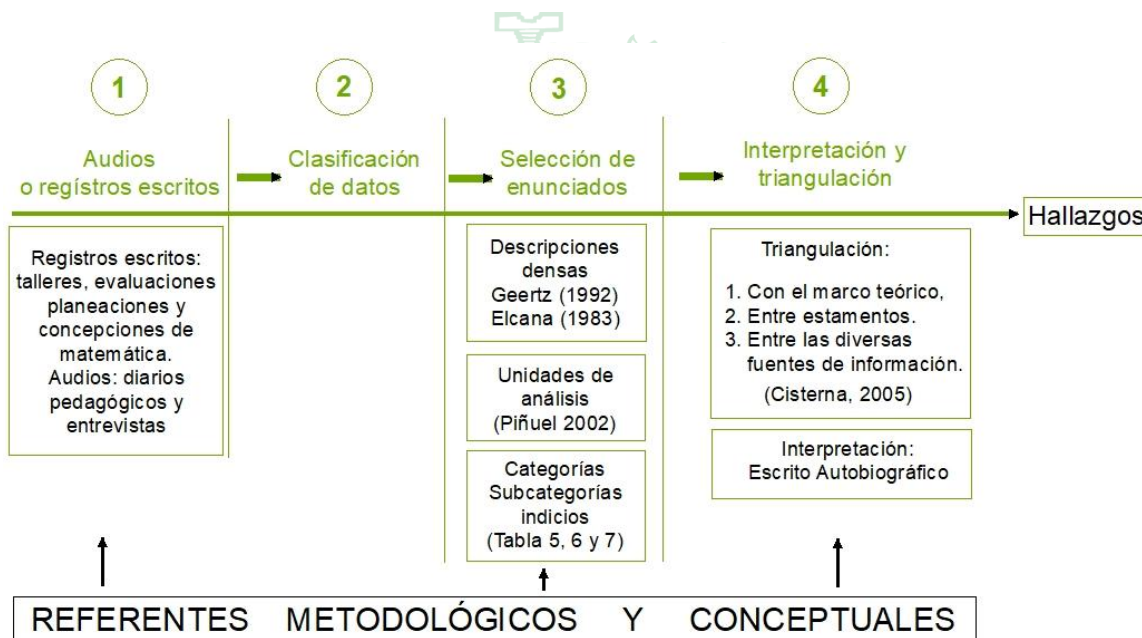 1
2
3
4
Audios
o regístros escritos
Clasificación
de datos
Selección de
enunciados
Interpretación y
triangulación
Hallazgos
Registros escritos:
talleres, evaluaciones
planeaciones y
concepciones de
matemática.
Audios: diarios
pedagógicos y
entrevistas
Descripciones
densas
Geertz (1992)
Elcana (1983)
Unidades de
análisis
(Piñuel 2002)
Categorías
Subcategorías
indicios
(Tabla 5, 6 y 7)
Triangulación:
1. Con el marco teórico,
2. Entre estamentos.
3. Entre las diversas
fuentes de información.
(Cisterna, 2005)
Interpretación:
Escrito Autobiográfico
REFERENTES METODOLÓGICOS Y CONCEPTUALES